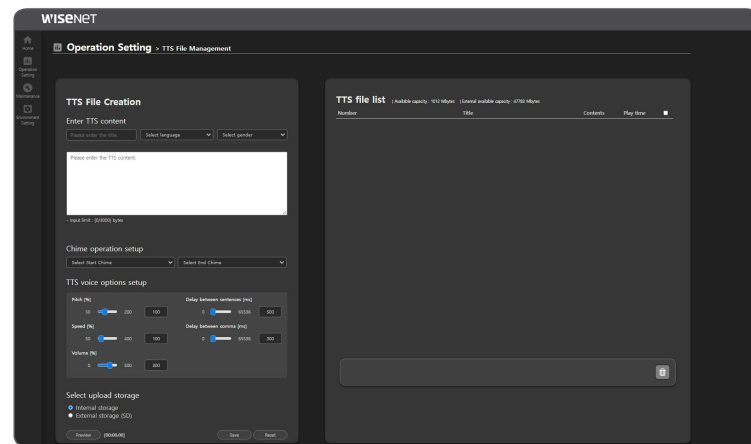 WISENET
Home
Operation Setting > TTS File Management
Operation
Setting
Maintenance
Environment
Setting
TTS File Creation
Enter TTS content
Please enter the title.
Select language
Select gender
Please enter the TTS content.
- Input limit : [0/3000] bytes
Chime operation setup
Select Start Chime
Select End Chime
TTS voice options setup
Pitch [%]
50 200 100
Delay between sentences [ms]
0 65536 500
Speed [%]
50 400 100
Delay between comma [ms]
0 65536 300
Volume [%]
0 500 300
Select upload storage
Internal storage
External storage (SD)
Preview [00:00.00] Save Reset
TTS file list | Available capacity : 1012 Mbytes | External available capacity : 47783 Mbytes
Number Title Contents Play time